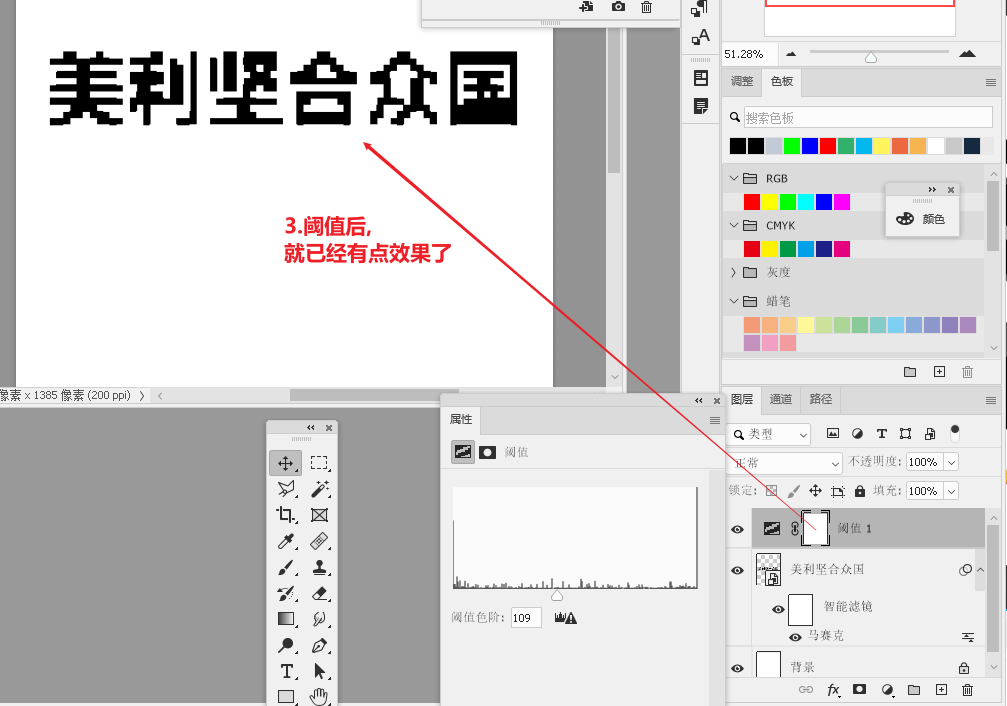 美利坚合众国
3.阈值后,
就已经有点效果了
像素 x 1385 像素 (200 ppi)
51.28%
调整
色板
搜索色板
RGB
CMYK
灰度
蜡笔
颜色
图层
通道
路径
类型
正常
不透明度:
100%
锁定:
填充:
100%
阈值 1
美利坚合众国
智能滤镜
马赛克
背景
属性
阈值
阈值色阶:
109